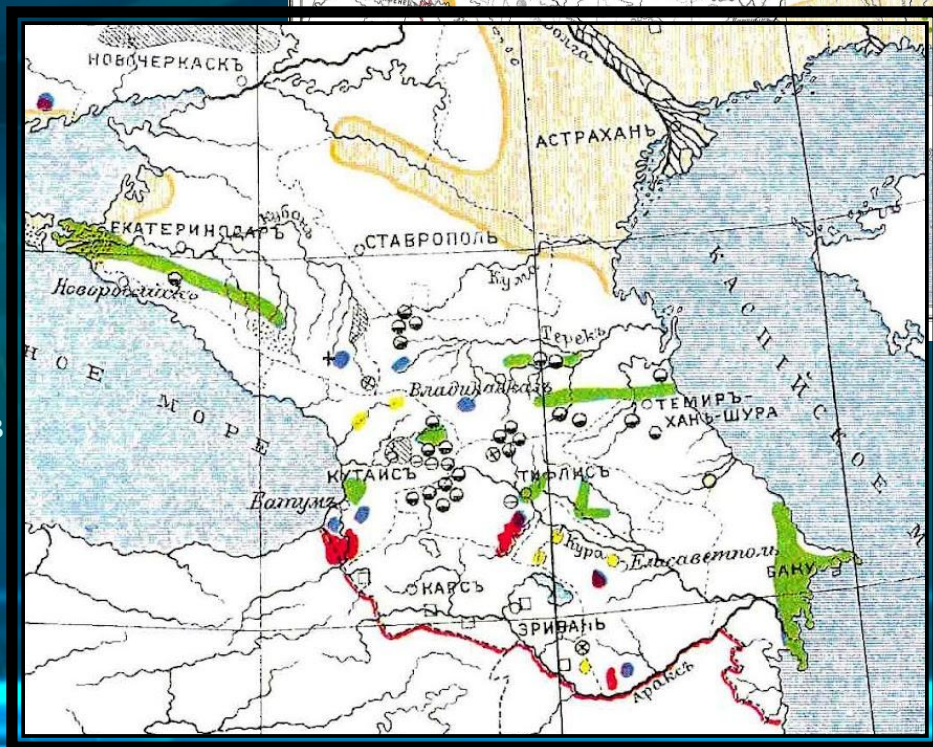 НОВОЧЕРКАСКЪ
Волга
АСТРАХАНЬ
ЕКАТЕРИНОДАРЪ
Кубань
СТАВРОПОЛЬ
Новороссійскъ
Кума
КАСПІЙСКОЕ
М
НОЕ
МОРЕ
Терекъ
Владикавказъ
ТЕМИРЪ-
ХАНЪ-ШУРА
КУТАИСЪ
ТИФЛИСЪ
Батумъ
Кура
Елисаветполь
БАКУ
КАРСЪ
ЭРИВАНЬ
Араксъ
в